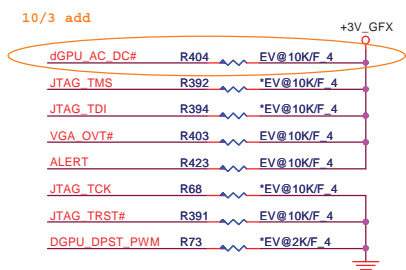 10/3 add
+3V_GFX
dGPU_AC_DC# R404 EV@10K/F_4
JTAG_TMS R392 *EV@10K/F_4
JTAG_TDI R394 *EV@10K/F_4
VGA_OVT# R403 EV@10K/F_4
ALERT R423 EV@10K/F_4
JTAG_TCK R68 *EV@10K/F_4
JTAG_TRST# R391 EV@10K/F_4
DGPU_DPST_PWM R73 *EV@2K/F_4